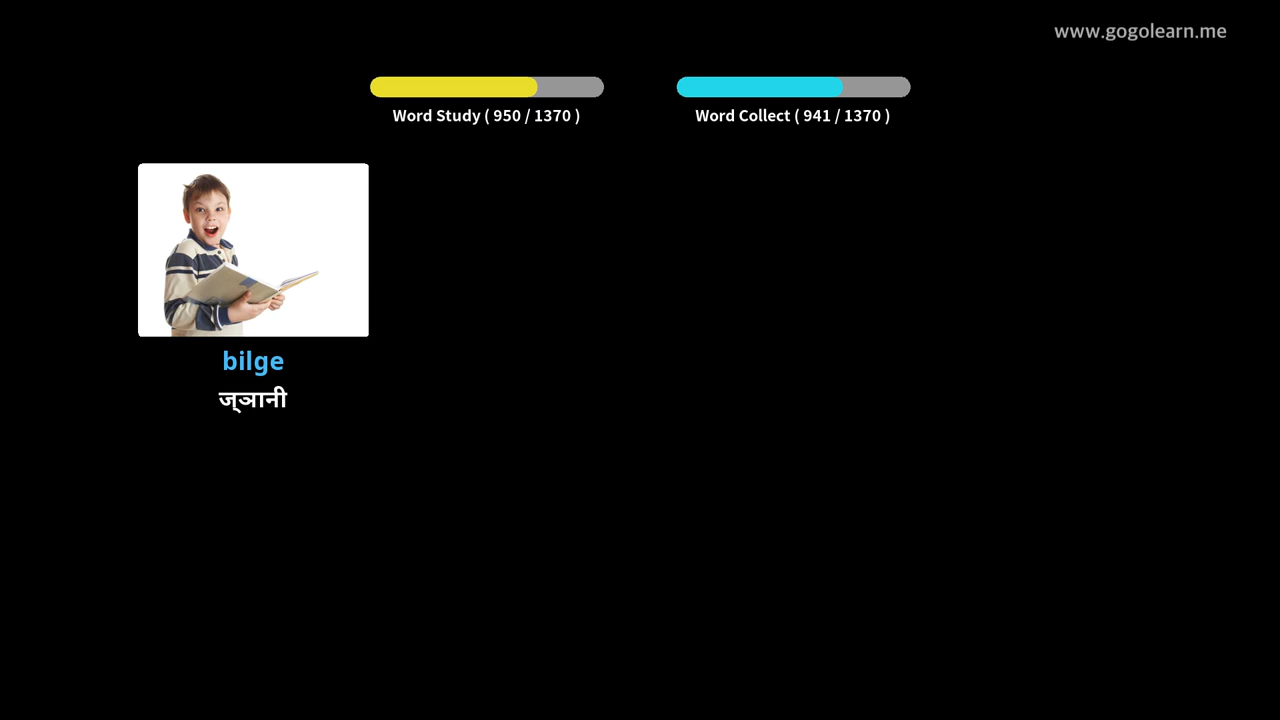 www.gogolearn.me
Word Study ( 950 / 1370 )
Word Collect ( 941 / 1370 )
bilge
ज्ञानी